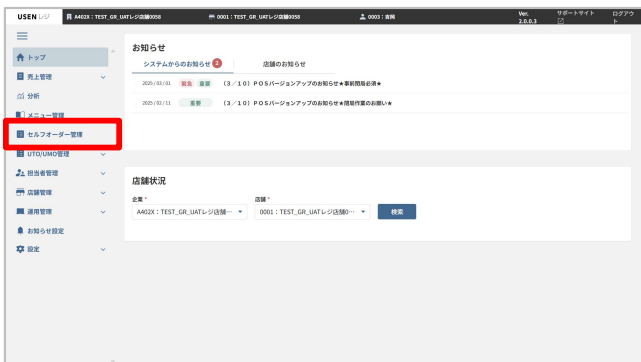 USEN レジ
A402X：TEST_GR_UATレジ店舗0058
0001：TEST_GR_UATレジ店舗0058
0003：吉純
Ver. 2.0.0.3
サポートサイト
ログアウト
トップ
売上管理
分析
メニュー管理
セルフオーダー管理
UTO/UMO管理
担当者管理
店舗管理
運用管理
お知らせ設定
設定
お知らせ
システムからのお知らせ 2
店舗のお知らせ
2025/03/01 緊急 重要 （3／10）POSバージョンアップのお知らせ★事前閉局必須★
2025/02/11 重要 （3／10）POSバージョンアップのお知らせ★閉局作業のお願い★
店舗状況
企業*
店舗*
A402X：TEST_GR_UATレジ店舗…
0001：TEST_GR_UATレジ店舗0…
検索